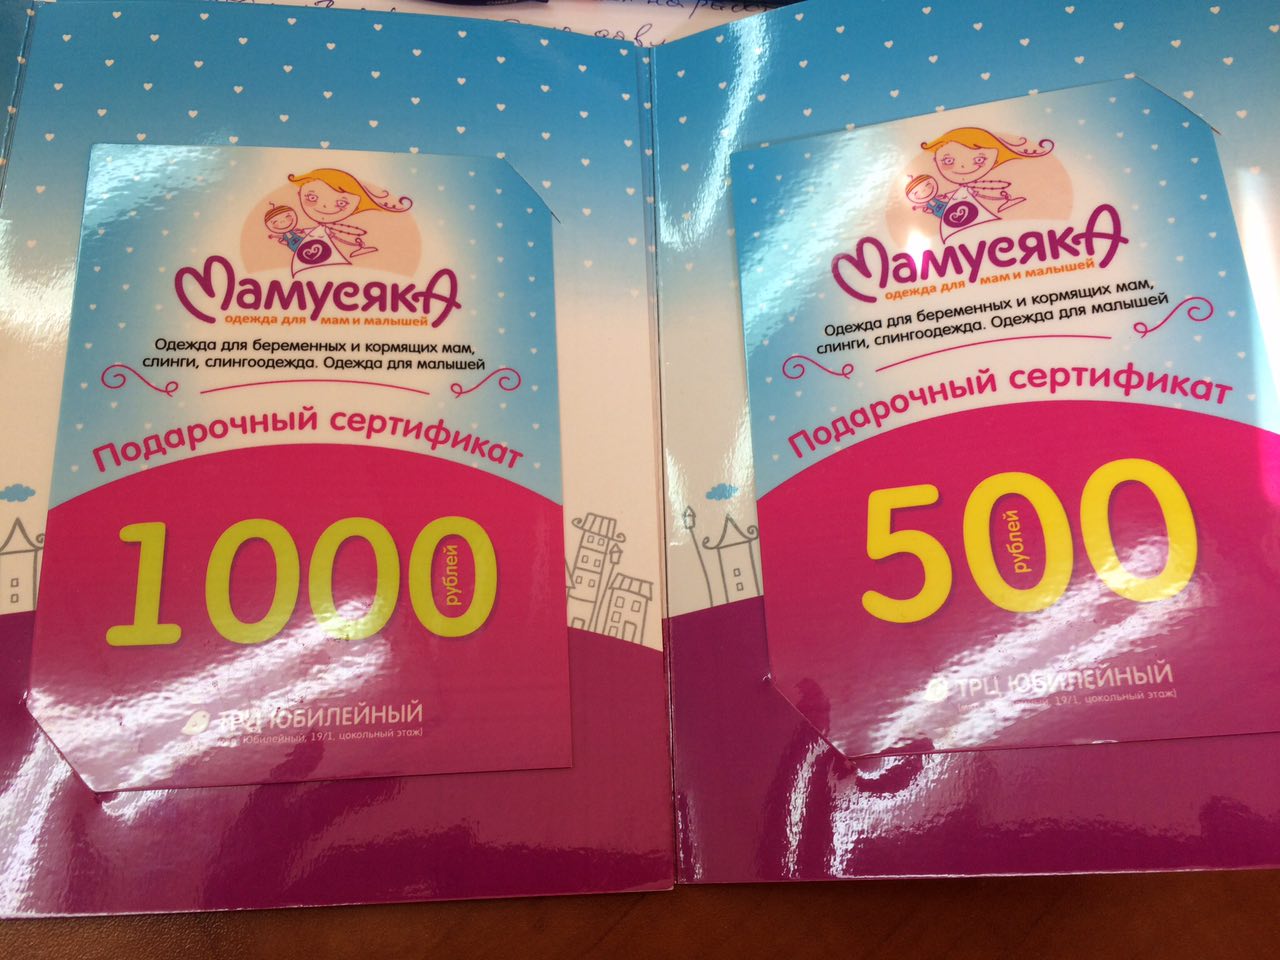 МамусякА
одежда для мам и малышей
Одежда для беременных и кормящих мам,
слинги, слингоодежда. Одежда для малышей
Подарочный сертификат
1000
рублей
ТРЦ ЮБИЛЕЙНЫЙ
Юбилейный, 19/1, цокольный этаж)
МамусякА
одежда для мам и малышей
Одежда для беременных и кормящих мам,
слинги, слингоодежда. Одежда для малышей
Подарочный сертификат
500
рублей
ТРЦ ЮБИЛЕЙНЫЙ
19/1, цокольный этаж)